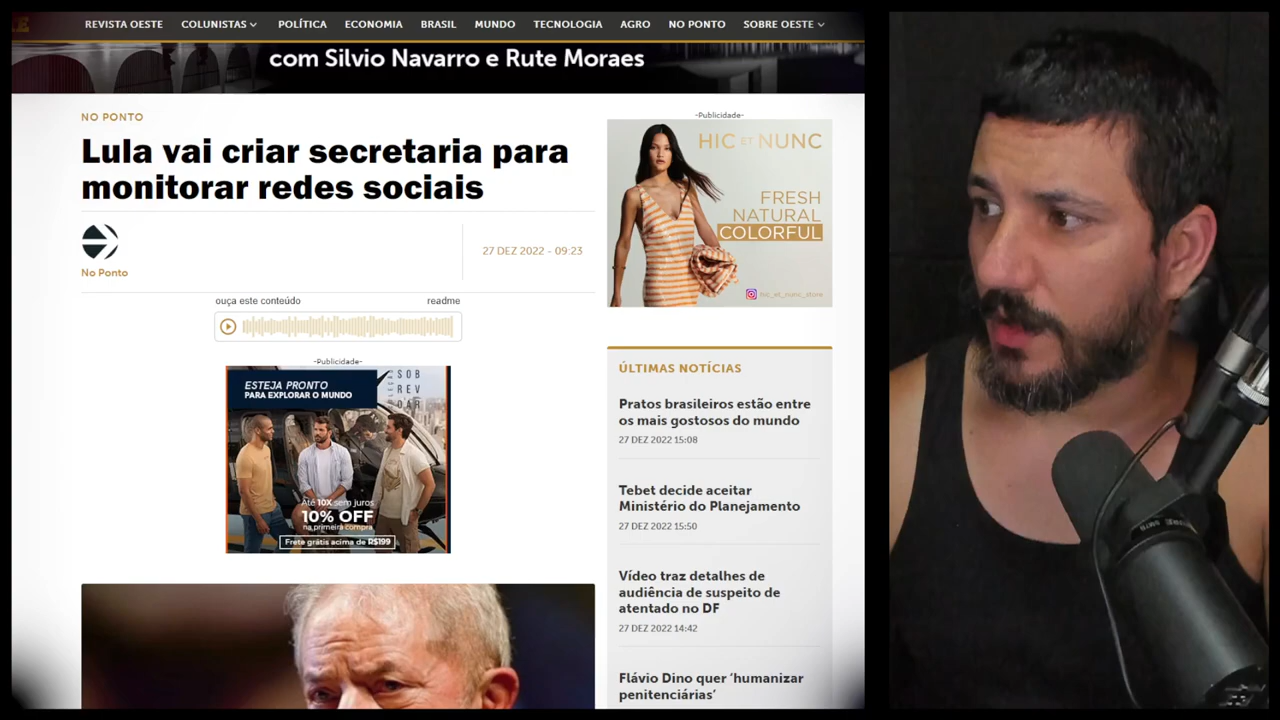 REVISTA OESTE
COLUNISTAS
POLÍTICA
ECONOMIA
BRASIL
MUNDO
TECNOLOGIA
AGRO
NO PONTO
SOBRE OESTE
com Silvio Navarro e Rute Moraes
NO PONTO
Lula vai criar secretaria para
monitorar redes sociais
No Ponto
27 DEZ 2022 - 09:23
ouça este conteúdo
readme
-Publicidade-
ESTEJA PRONTO
PARA EXPLORAR O MUNDO
SOB
REV
OAR
Até 10X sem juros
10% OFF
na primeira compra
Frete grátis acima de R$199
-Publicidade-
HIC ET NUNC
FRESH
NATURAL
COLORFUL
hic_et_nunc_store
ÚLTIMAS NOTÍCIAS
Pratos brasileiros estão entre
os mais gostosos do mundo
27 DEZ 2022 15:08
Tebet decide aceitar
Ministério do Planejamento
27 DEZ 2022 15:50
Vídeo traz detalhes de
audiência de suspeito de
atentado no DF
27 DEZ 2022 14:42
Flávio Dino quer ‘humanizar
penitenciárias’